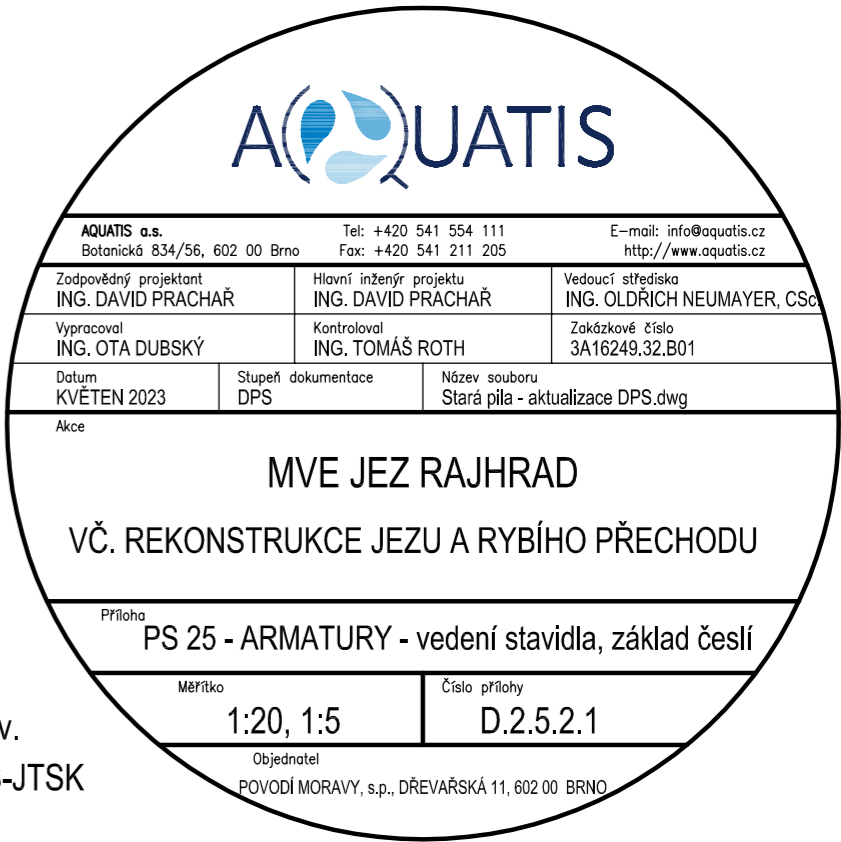 AQUATIS
AQUATIS a.s. Tel: +420 541 554 111 E-mail: info@aquatis.cz
Botanická 834/56, 602 00 Brno Fax: +420 541 211 205 http://www.aquatis.cz
Zodpovědný projektant Hlavní inženýr projektu Vedoucí střediska
ING. DAVID PRACHAŘ ING. DAVID PRACHAŘ ING. OLDŘICH NEUMAYER, CSc.
Vypracoval Kontroloval Zakázkové číslo
ING. OTA DUBSKÝ ING. TOMÁŠ ROTH 3A16249.32.B01
Datum Stupeň dokumentace Název souboru
KVĚTEN 2023 DPS Stará pila - aktualizace DPS.dwg
Akce
MVE JEZ RAJHRAD
VČ. REKONSTRUKCE JEZU A RYBÍHO PŘECHODU
Příloha
PS 25 - ARMATURY - vedení stavidla, základ česlí
Měřítko Číslo přílohy
1:20, 1:5 D.2.5.2.1
v.
-JTSK
Objednatel
POVODÍ MORAVY, s.p., DŘEVAŘSKÁ 11, 602 00 BRNO